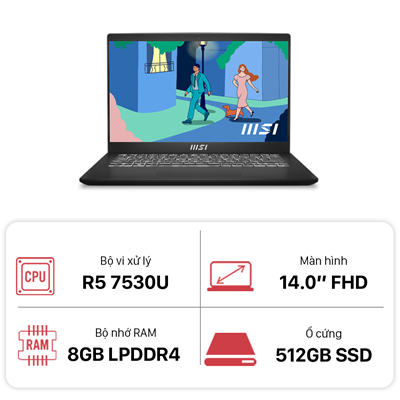 msi
msi
Bộ vi xử lý
CPU
R5 7530U
Màn hình
14.0" FHD
Bộ nhớ RAM
RAM
8GB LPDDR4
Ổ cứng
512GB SSD